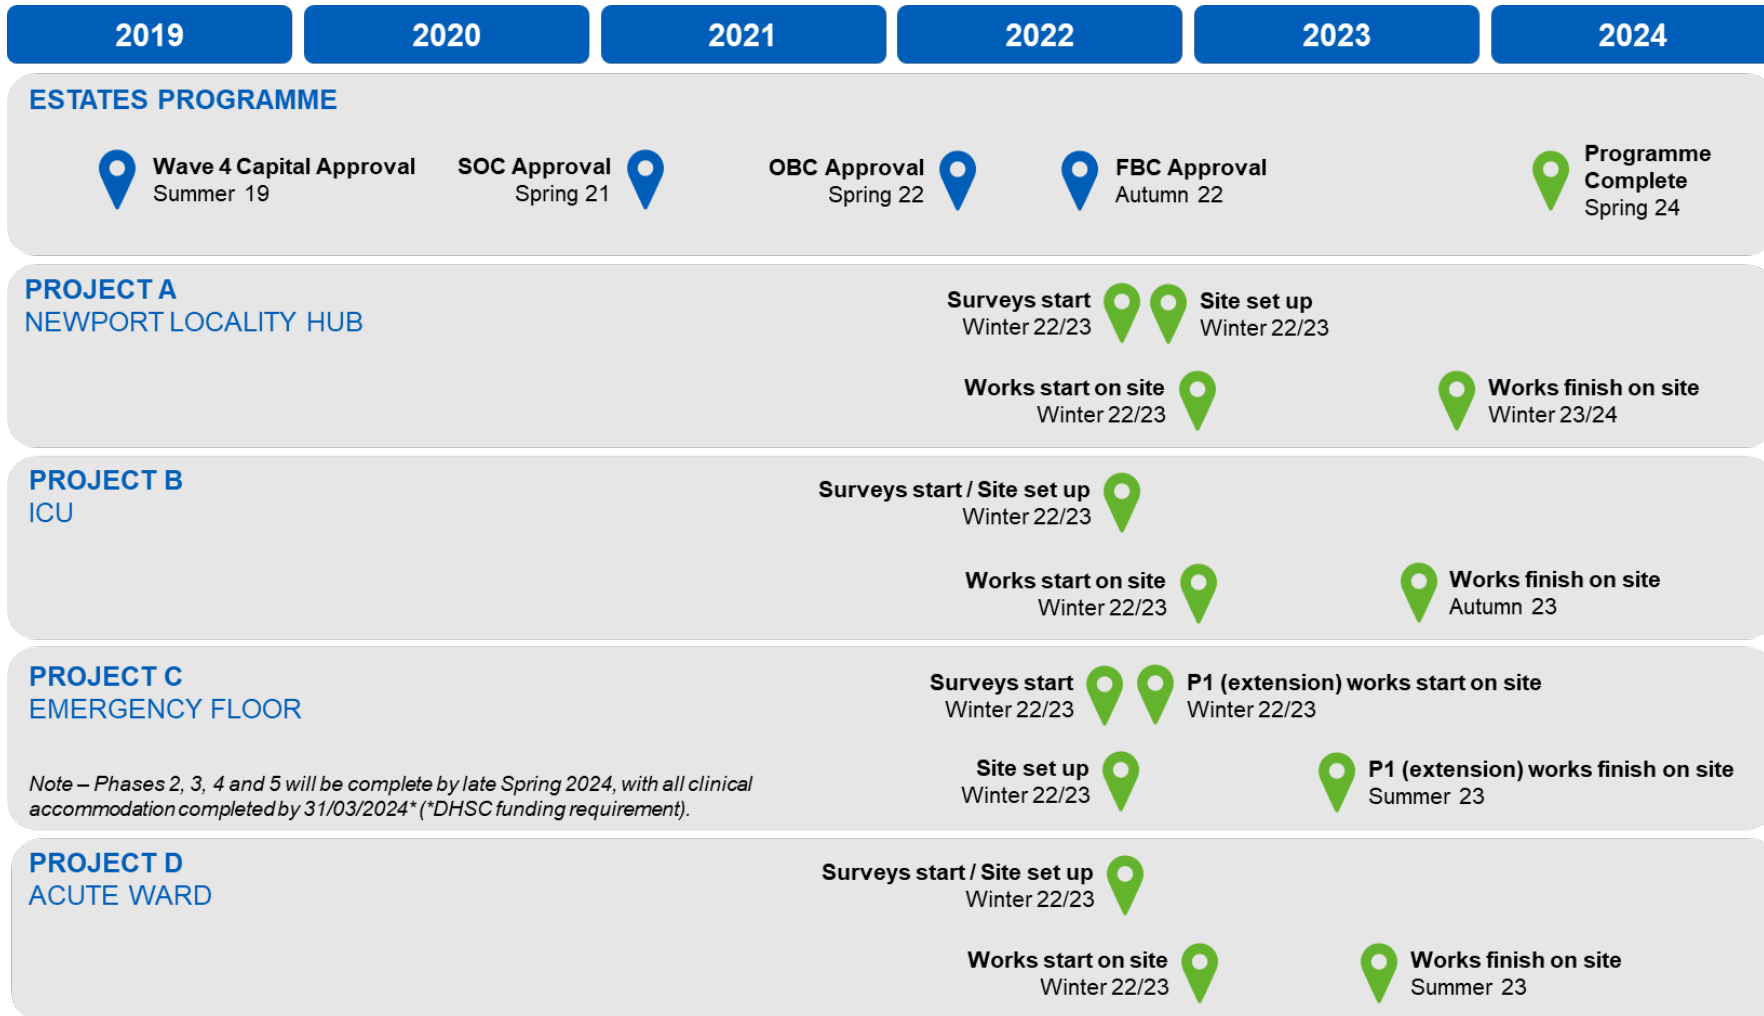 2019
2020
2021
2022
2023
2024
ESTATES PROGRAMME
Wave 4 Capital Approval
Summer 19
SOC Approval
Spring 21
OBC Approval
Spring 22
FBC Approval
Autumn 22
Programme
Complete
Spring 24
PROJECT A
NEWPORT LOCALITY HUB
Surveys start
Winter 22/23
Site set up
Winter 22/23
Works start on site
Winter 22/23
Works finish on site
Winter 23/24
PROJECT B
ICU
Surveys start / Site set up
Winter 22/23
Works start on site
Winter 22/23
Works finish on site
Autumn 23
PROJECT C
EMERGENCY FLOOR
Surveys start
Winter 22/23
P1 (extension) works start on site
Winter 22/23
Site set up
Winter 22/23
P1 (extension) works finish on site
Summer 23
Note – Phases 2, 3, 4 and 5 will be complete by late Spring 2024, with all clinical
accommodation completed by 31/03/2024* (*DHSC funding requirement).
PROJECT D
ACUTE WARD
Surveys start / Site set up
Winter 22/23
Works start on site
Winter 22/23
Works finish on site
Summer 23